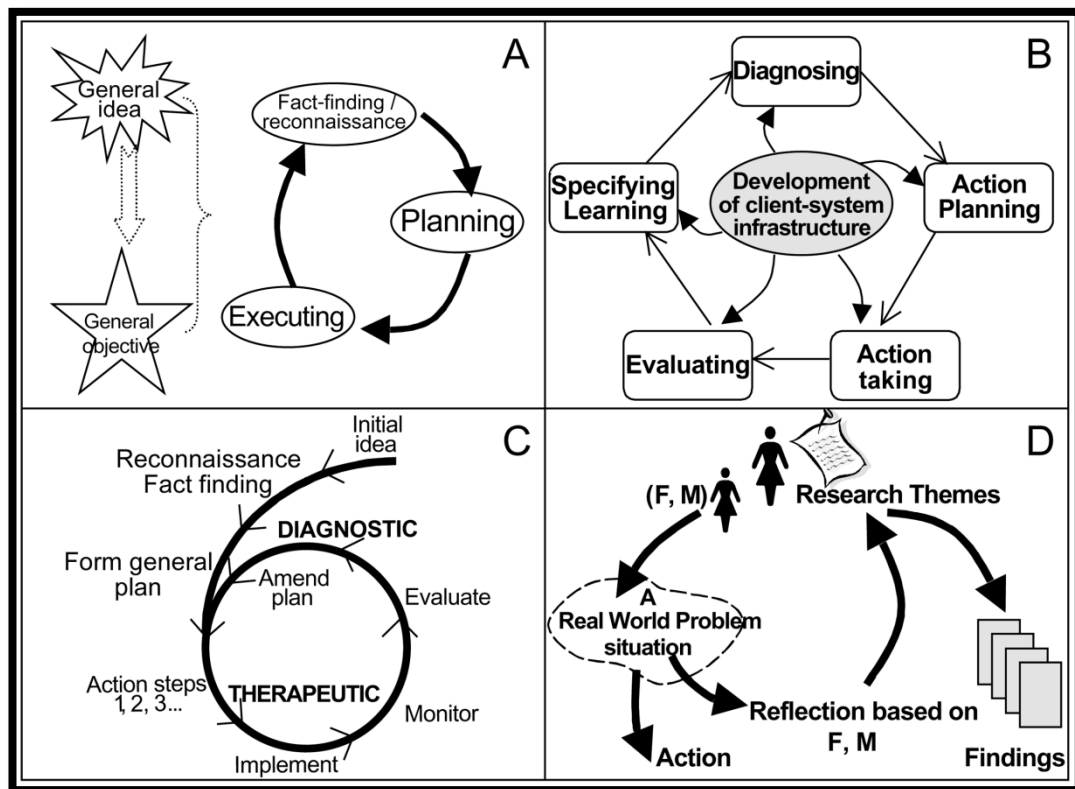 A
General
idea
Fact-finding /
reconnaissance
Planning
Executing
General
objective
B
Diagnosing
Specifying
Learning
Development
of client-system
infrastructure
Action
Planning
Evaluating
Action
taking
C
Initial
idea
Reconnaissance
Fact finding
DIAGNOSTIC
Form general
plan
Amend
plan
Evaluate
Action steps
1, 2, 3...
THERAPEUTIC
Monitor
Implement
D
(F, M)
Research Themes
A
Real World Problem
situation
Reflection based on
F, M
Action
Findings